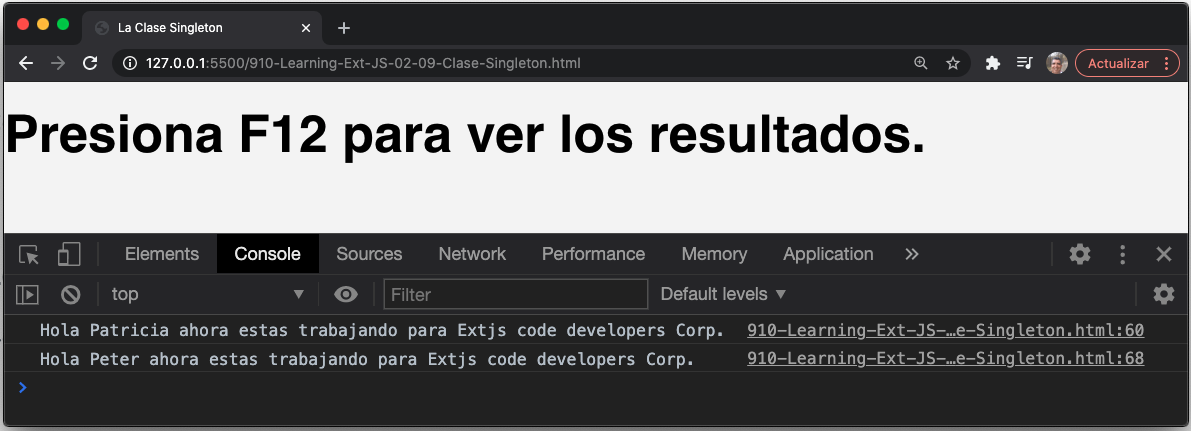 La Clase Singleton
127.0.0.1:5500/910-Learning-Ext-JS-02-09-Clase-Singleton.html
Actualizar
Presiona F12 para ver los resultados.
Elements Console Sources Network Performance Memory Application
top Filter Default levels
Hola Patricia ahora estas trabajando para Extjs code developers Corp. 910-Learning-Ext-JS-…e-Singleton.html:60
Hola Peter ahora estas trabajando para Extjs code developers Corp. 910-Learning-Ext-JS-…e-Singleton.html:68